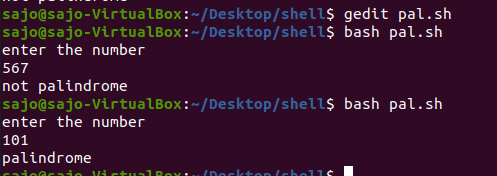 not palindrome
sajo@sajo-VirtualBox:~/Desktop/shell$ gedit pal.sh
sajo@sajo-VirtualBox:~/Desktop/shell$ bash pal.sh
enter the number
567
not palindrome
sajo@sajo-VirtualBox:~/Desktop/shell$ bash pal.sh
enter the number
101
palindrome
sajo@sajo-VirtualBox:~/Desktop/shell$